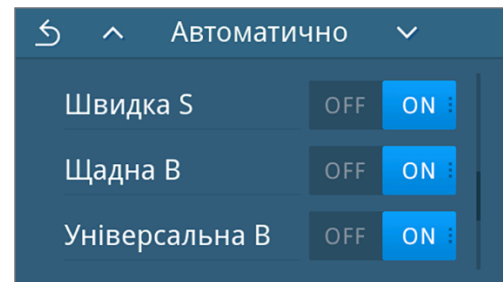 Автоматично
Швидка S OFF ON
Щадна B OFF ON
Універсальна B OFF ON